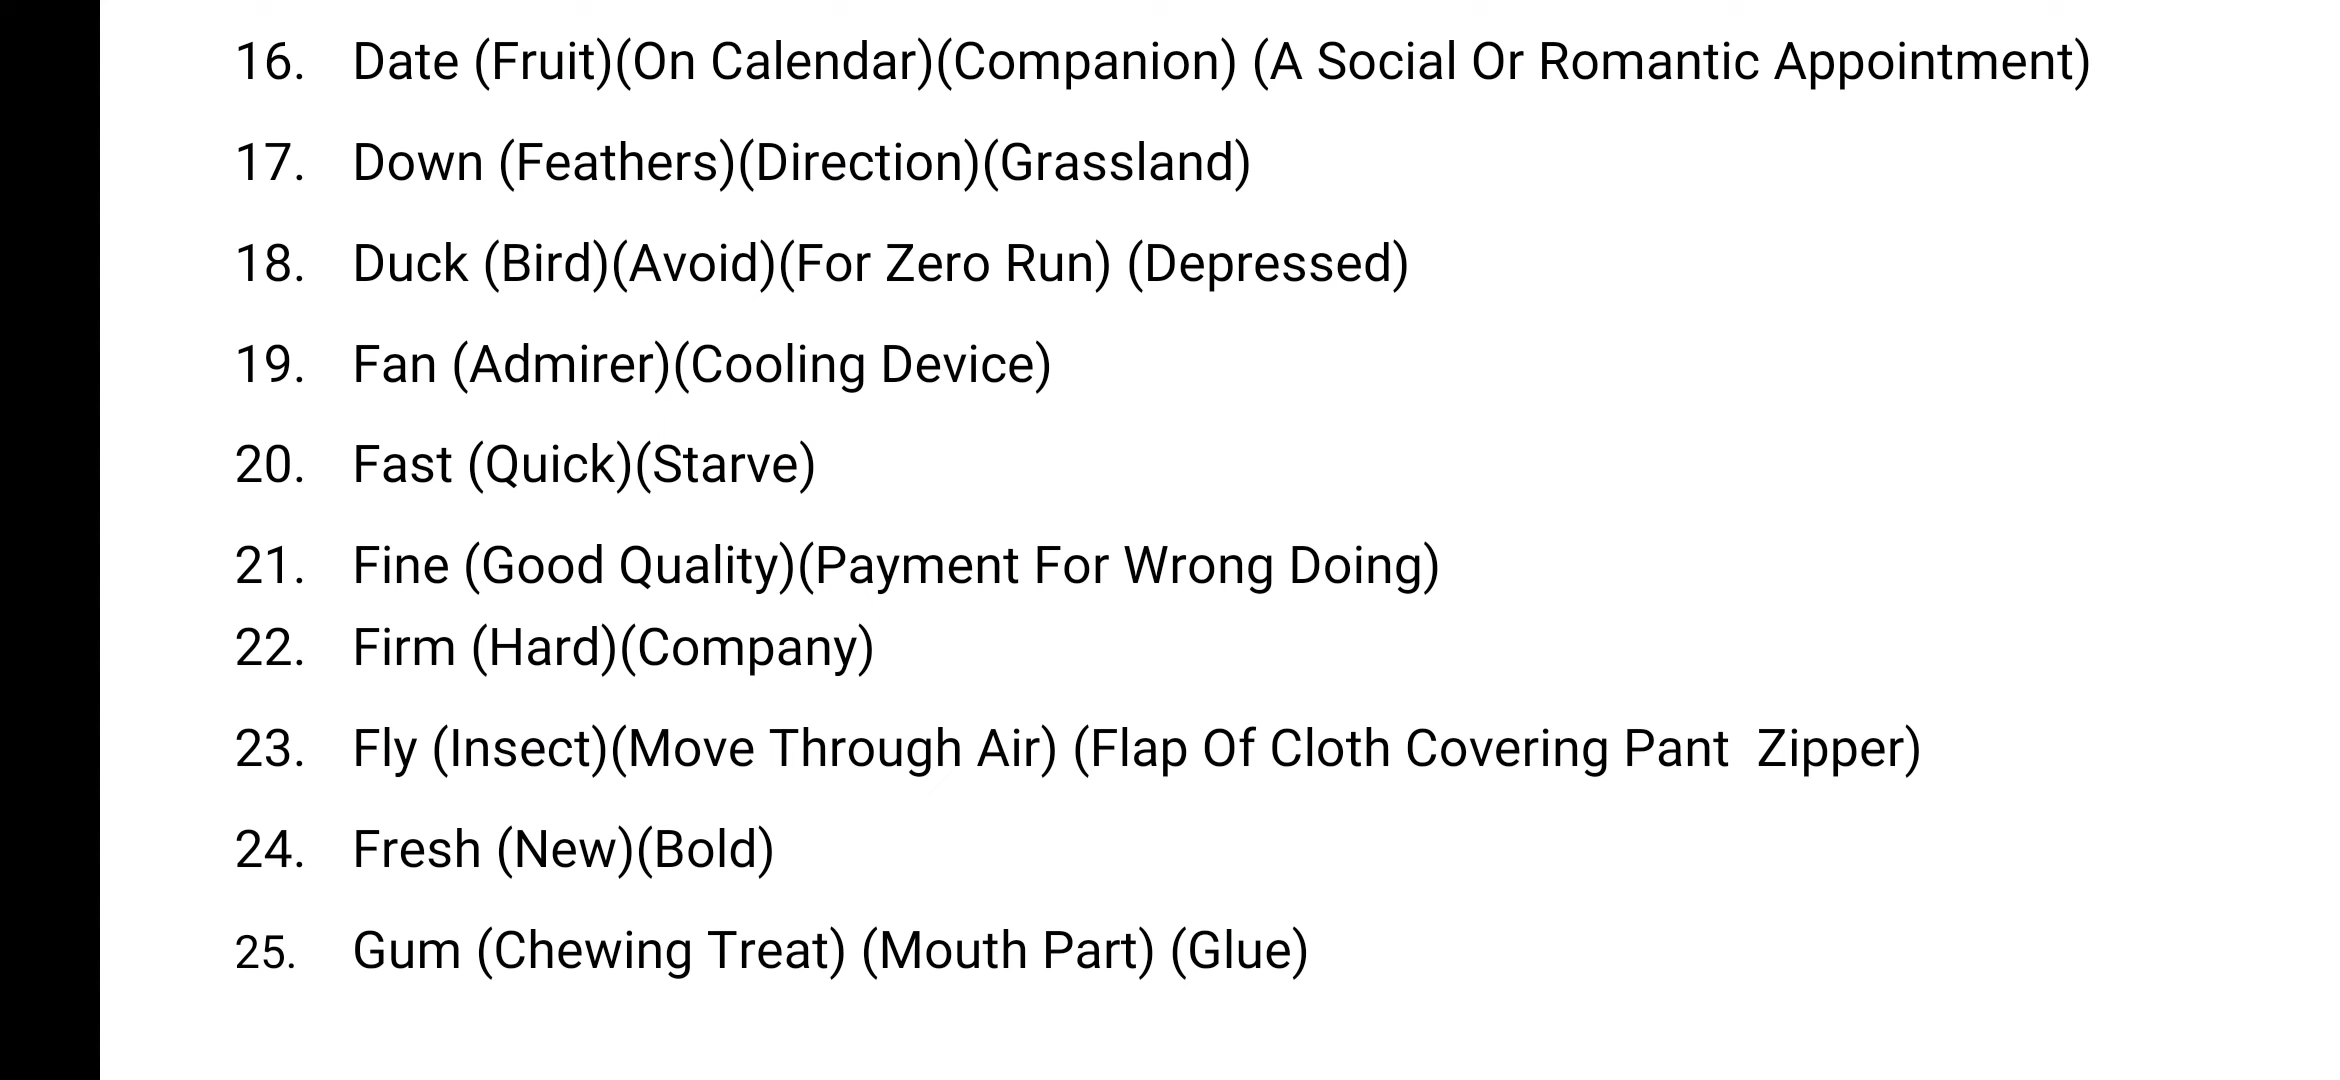 16. Date (Fruit)(On Calendar)(Companion) (A Social Or Romantic Appointment)
17. Down (Feathers)(Direction)(Grassland)
18. Duck (Bird)(Avoid)(For Zero Run) (Depressed)
19. Fan (Admirer)(Cooling Device)
20. Fast (Quick)(Starve)
21. Fine (Good Quality)(Payment For Wrong Doing)
22. Firm (Hard)(Company)
23. Fly (Insect)(Move Through Air) (Flap Of Cloth Covering Pant  Zipper)
24. Fresh (New)(Bold)
25. Gum (Chewing Treat) (Mouth Part) (Glue)